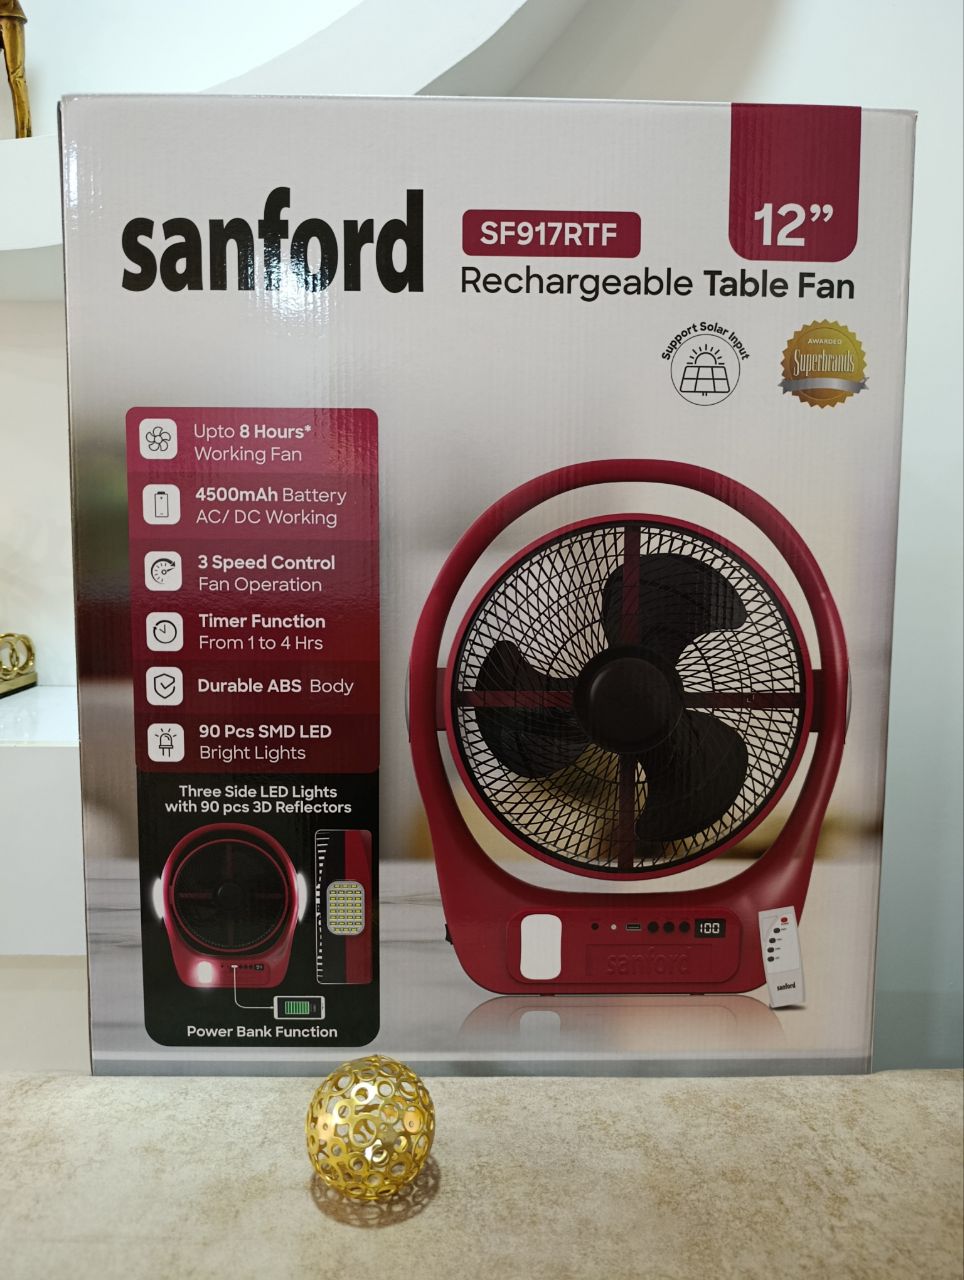 sanford
SF917RTF
12”
Rechargeable Table Fan
Support Solar Input
AWARDED
Superbrands
Upto 8 Hours*
Working Fan
4500mAh Battery
AC/ DC Working
3 Speed Control
Fan Operation
Timer Function
From 1 to 4 Hrs
Durable ABS Body
90 Pcs SMD LED
Bright Lights
Three Side LED Lights
with 90 pcs 3D Reflectors
Power Bank Function
100
sanford
sanford